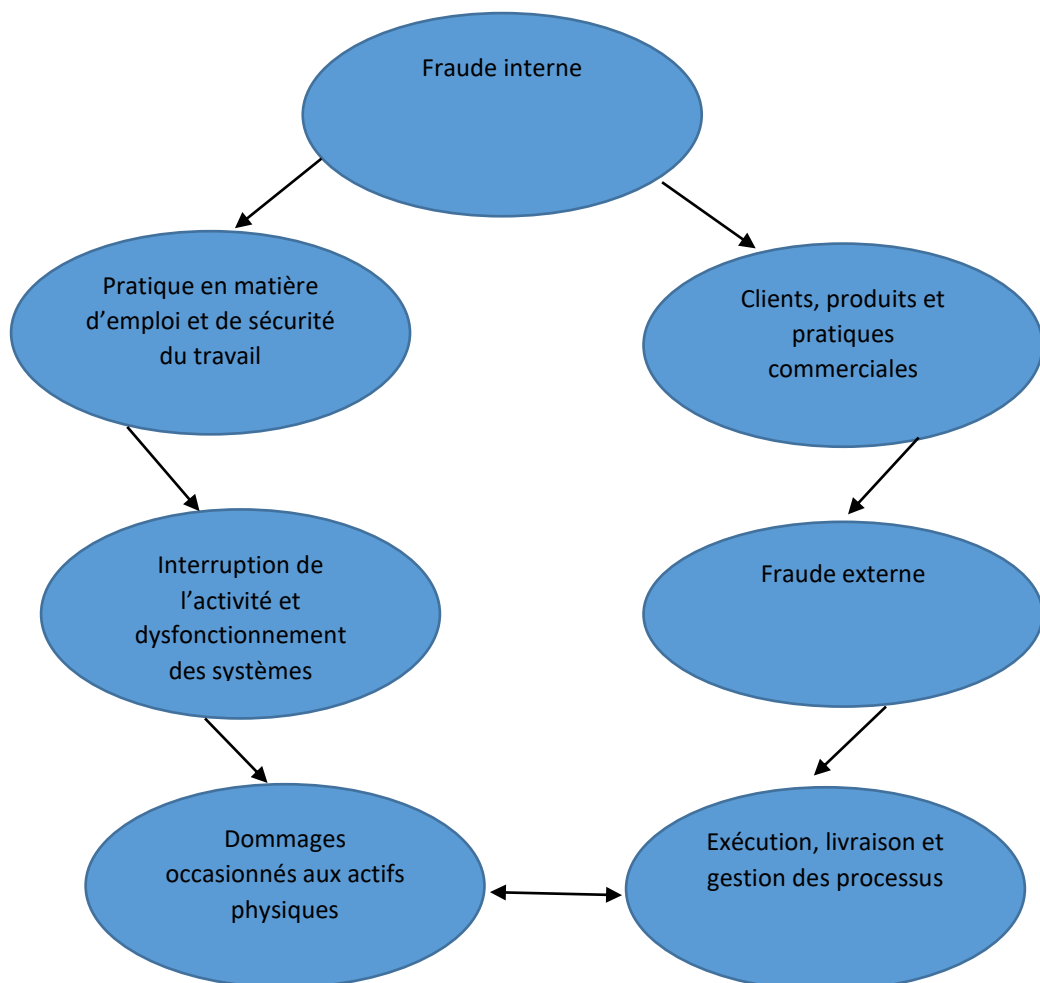 Fraude interne
Pratique en matière
d’emploi et de sécurité
du travail
Clients, produits et
pratiques
commerciales
Interruption de
l’activité et
dysfonctionnement
des systèmes
Fraude externe
Dommages
occasionnés aux actifs
physiques
Exécution, livraison et
gestion des processus